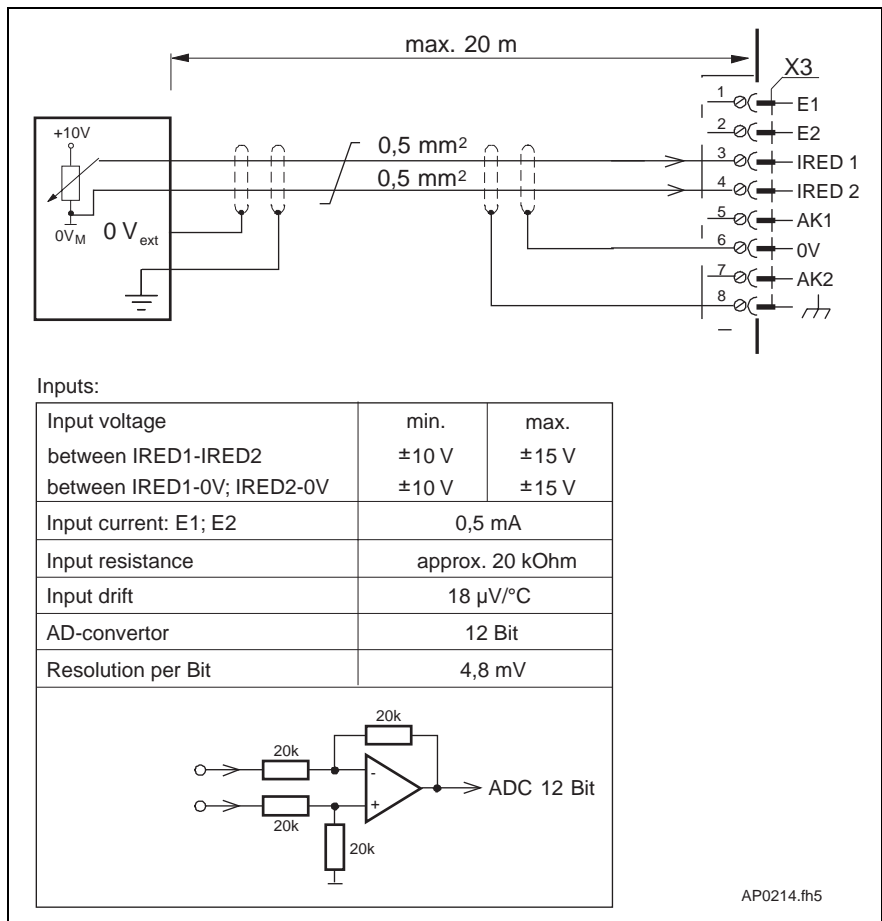 max. 20 m
X3
1 E1
+10V
2 E2
0,5 mm²
3 IRED 1
0,5 mm²
4 IRED 2
5 AK1
0VM 0 Vext
6 0V
7 AK2
8
Inputs:
Input voltage min. max.
between IRED1-IRED2 ±10 V ±15 V
between IRED1-0V; IRED2-0V ±10 V ±15 V
Input current: E1; E2 0,5 mA
Input resistance approx. 20 kOhm
Input drift 18 µV/°C
AD-convertor 12 Bit
Resolution per Bit 4,8 mV
20k
20k
-
ADC 12 Bit
+
20k
20k
AP0214.fh5